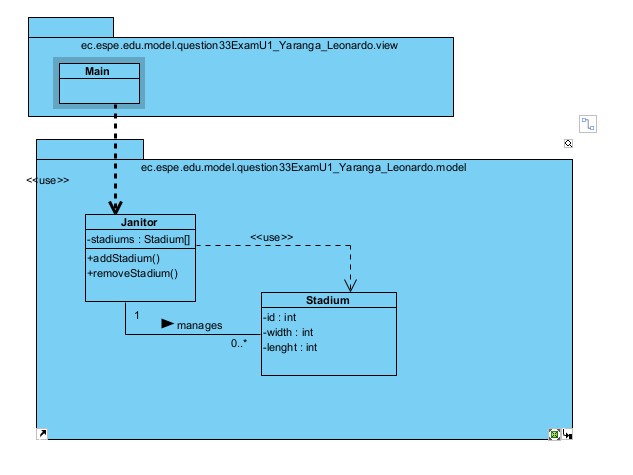 ec.espe.edu.model.question33ExamU1_Yaranga_Leonardo.view
Main
ec.espe.edu.model.question33ExamU1_Yaranga_Leonardo.model
<<use>>
Janitor
-stadiums : Stadium[]
+addStadium()
+removeStadium()
<<use>>
Stadium
-id : int
-width : int
-lenght : int
1
manages
0..*